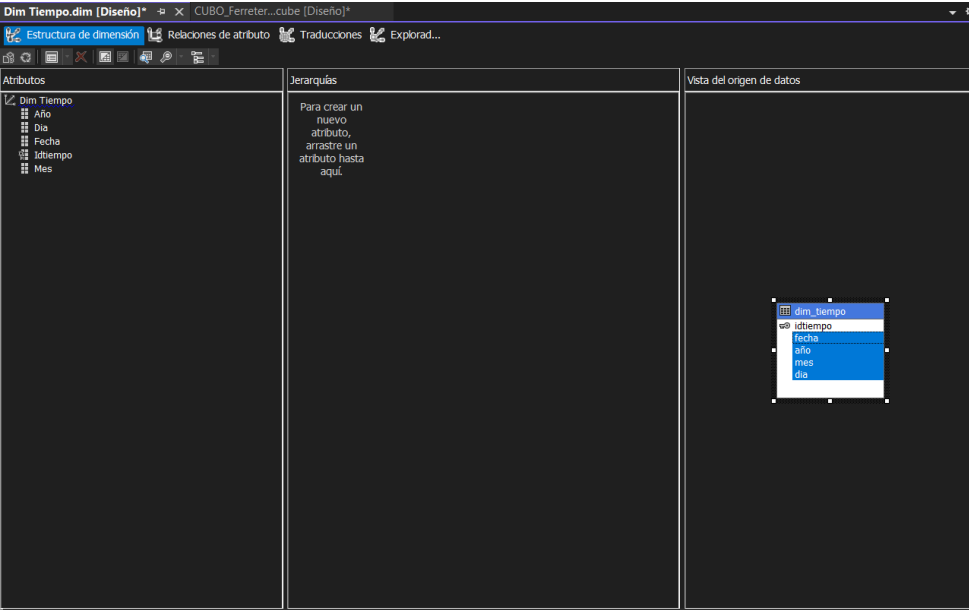 Dim Tiempo.dim [Diseño]* CUBO_Ferreter...cube [Diseño]*
Estructura de dimensión Relaciones de atributo Traducciones Explorad...
Atributos
Dim Tiempo
Año
Dia
Fecha
Idtiempo
Mes
Jerarquías
Para crear un
nuevo
atributo,
arrastre un
atributo hasta
aquí.
Vista del origen de datos
dim_tiempo
idtiempo
fecha
año
mes
dia